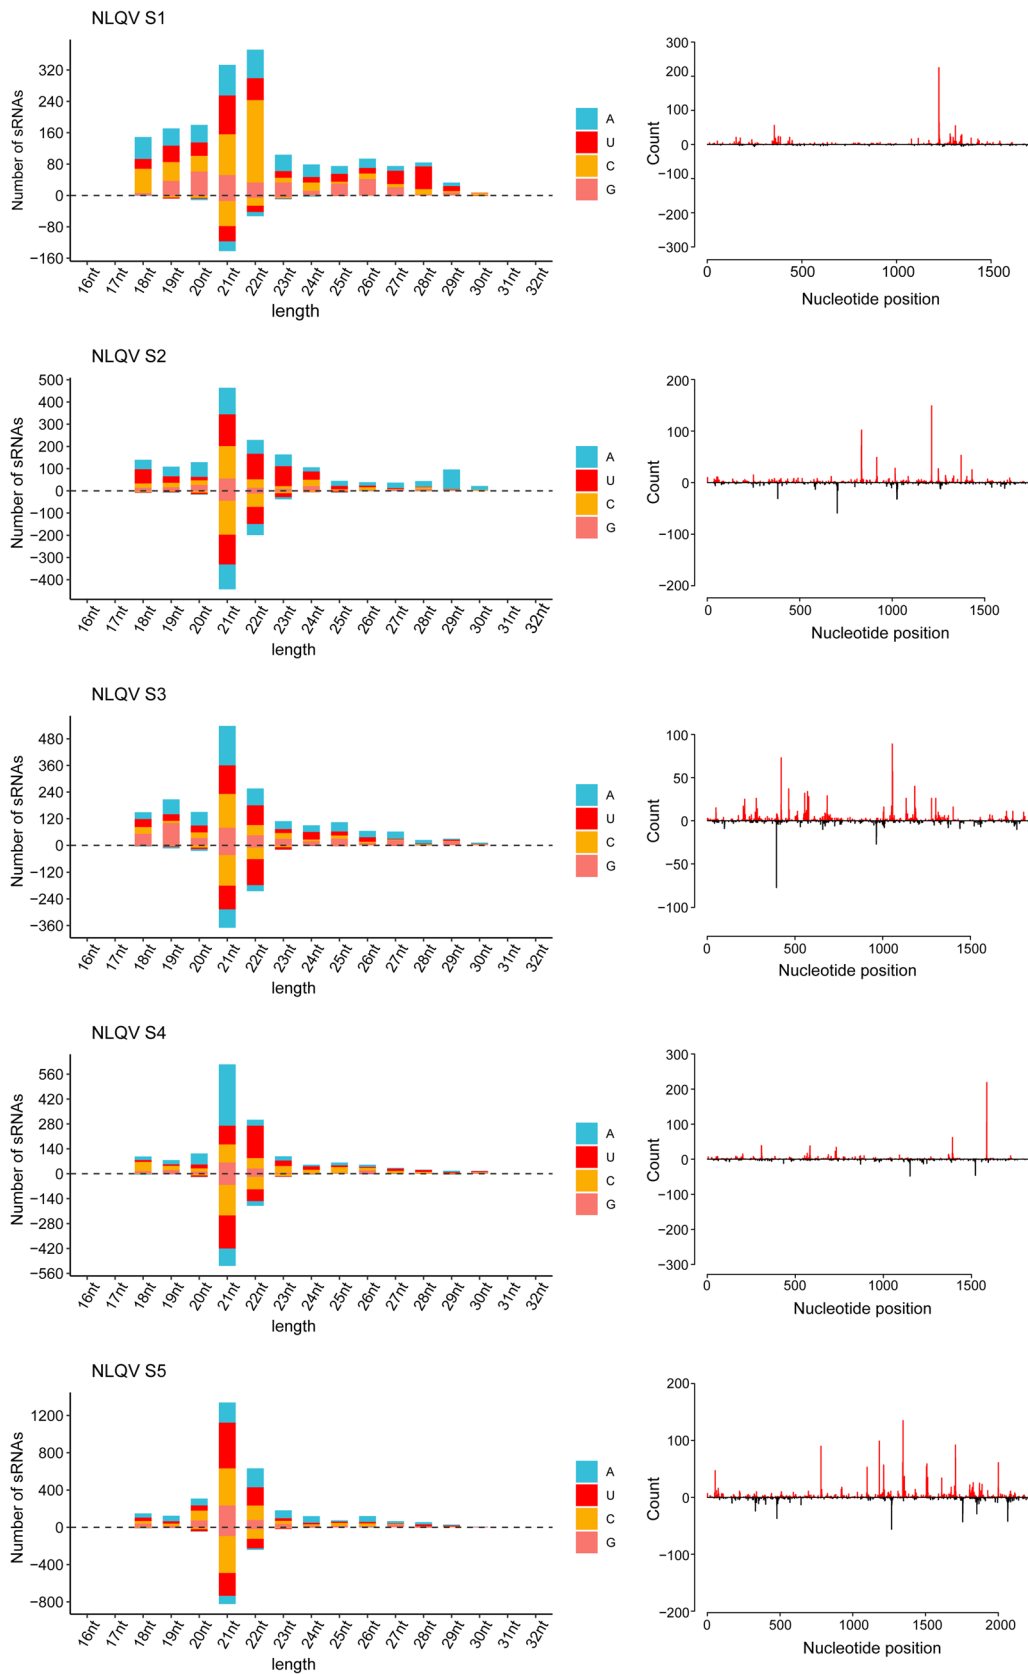 NLQV S1
Number of sRNAs
320
240
160
80
0
−80
−160
16nt 17nt 18nt 19nt 20nt 21nt 22nt 23nt 24nt 25nt 26nt 27nt 28nt 29nt 30nt 31nt 32nt
length
A
U
C
G
Count
300
200
100
0
−100
−200
−300
0 500 1000 1500
Nucleotide position
NLQV S2
Number of sRNAs
500
400
300
200
100
0
−100
−200
−300
−400
16nt 17nt 18nt 19nt 20nt 21nt 22nt 23nt 24nt 25nt 26nt 27nt 28nt 29nt 30nt 31nt 32nt
length
A
U
C
G
Count
200
100
0
−100
−200
0 500 1000 1500
Nucleotide position
NLQV S3
Number of sRNAs
480
360
240
120
0
−120
−240
−360
16nt 17nt 18nt 19nt 20nt 21nt 22nt 23nt 24nt 25nt 26nt 27nt 28nt 29nt 30nt 31nt 32nt
length
A
U
C
G
Count
100
50
0
−50
−100
0 500 1000 1500
Nucleotide position
NLQV S4
Number of sRNAs
560
420
280
140
0
−140
−280
−420
−560
16nt 17nt 18nt 19nt 20nt 21nt 22nt 23nt 24nt 25nt 26nt 27nt 28nt 29nt 30nt 31nt 32nt
length
A
U
C
G
Count
300
200
100
0
−100
−200
−300
0 500 1000 1500
Nucleotide position
NLQV S5
Number of sRNAs
1200
800
400
0
−400
−800
16nt 17nt 18nt 19nt 20nt 21nt 22nt 23nt 24nt 25nt 26nt 27nt 28nt 29nt 30nt 31nt 32nt
length
A
U
C
G
Count
200
100
0
−100
−200
0 500 1000 1500 2000
Nucleotide position